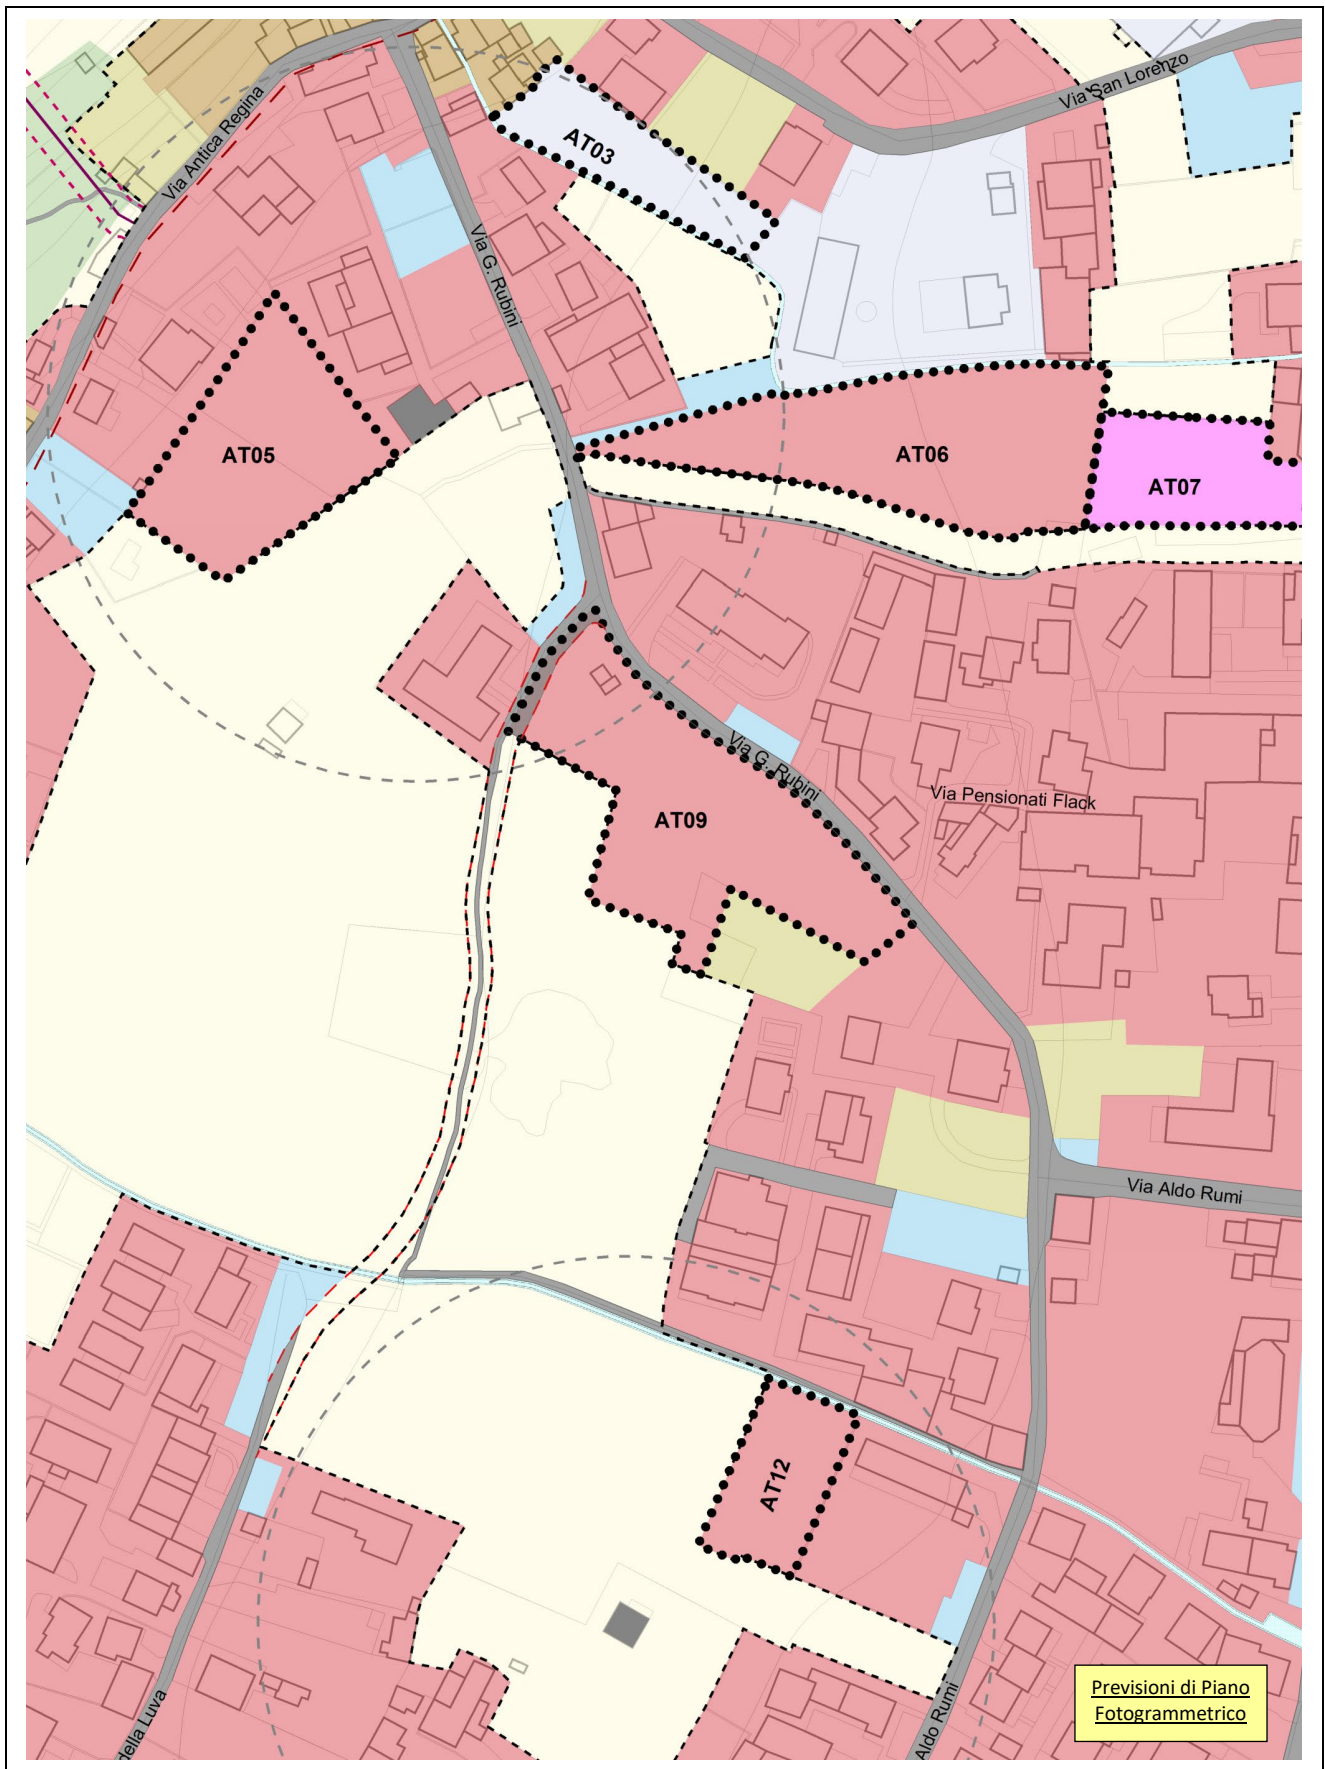 Via San Lorenzo
AT03
Via Antica Regina
Via G. Rubini
AT05
AT06
AT07
Via G. Rubini
Via Pensionati Flack
AT09
Via Aldo Rumi
AT12
della Luva
Aldo Rumi
Previsioni di Piano
Fotogrammetrico